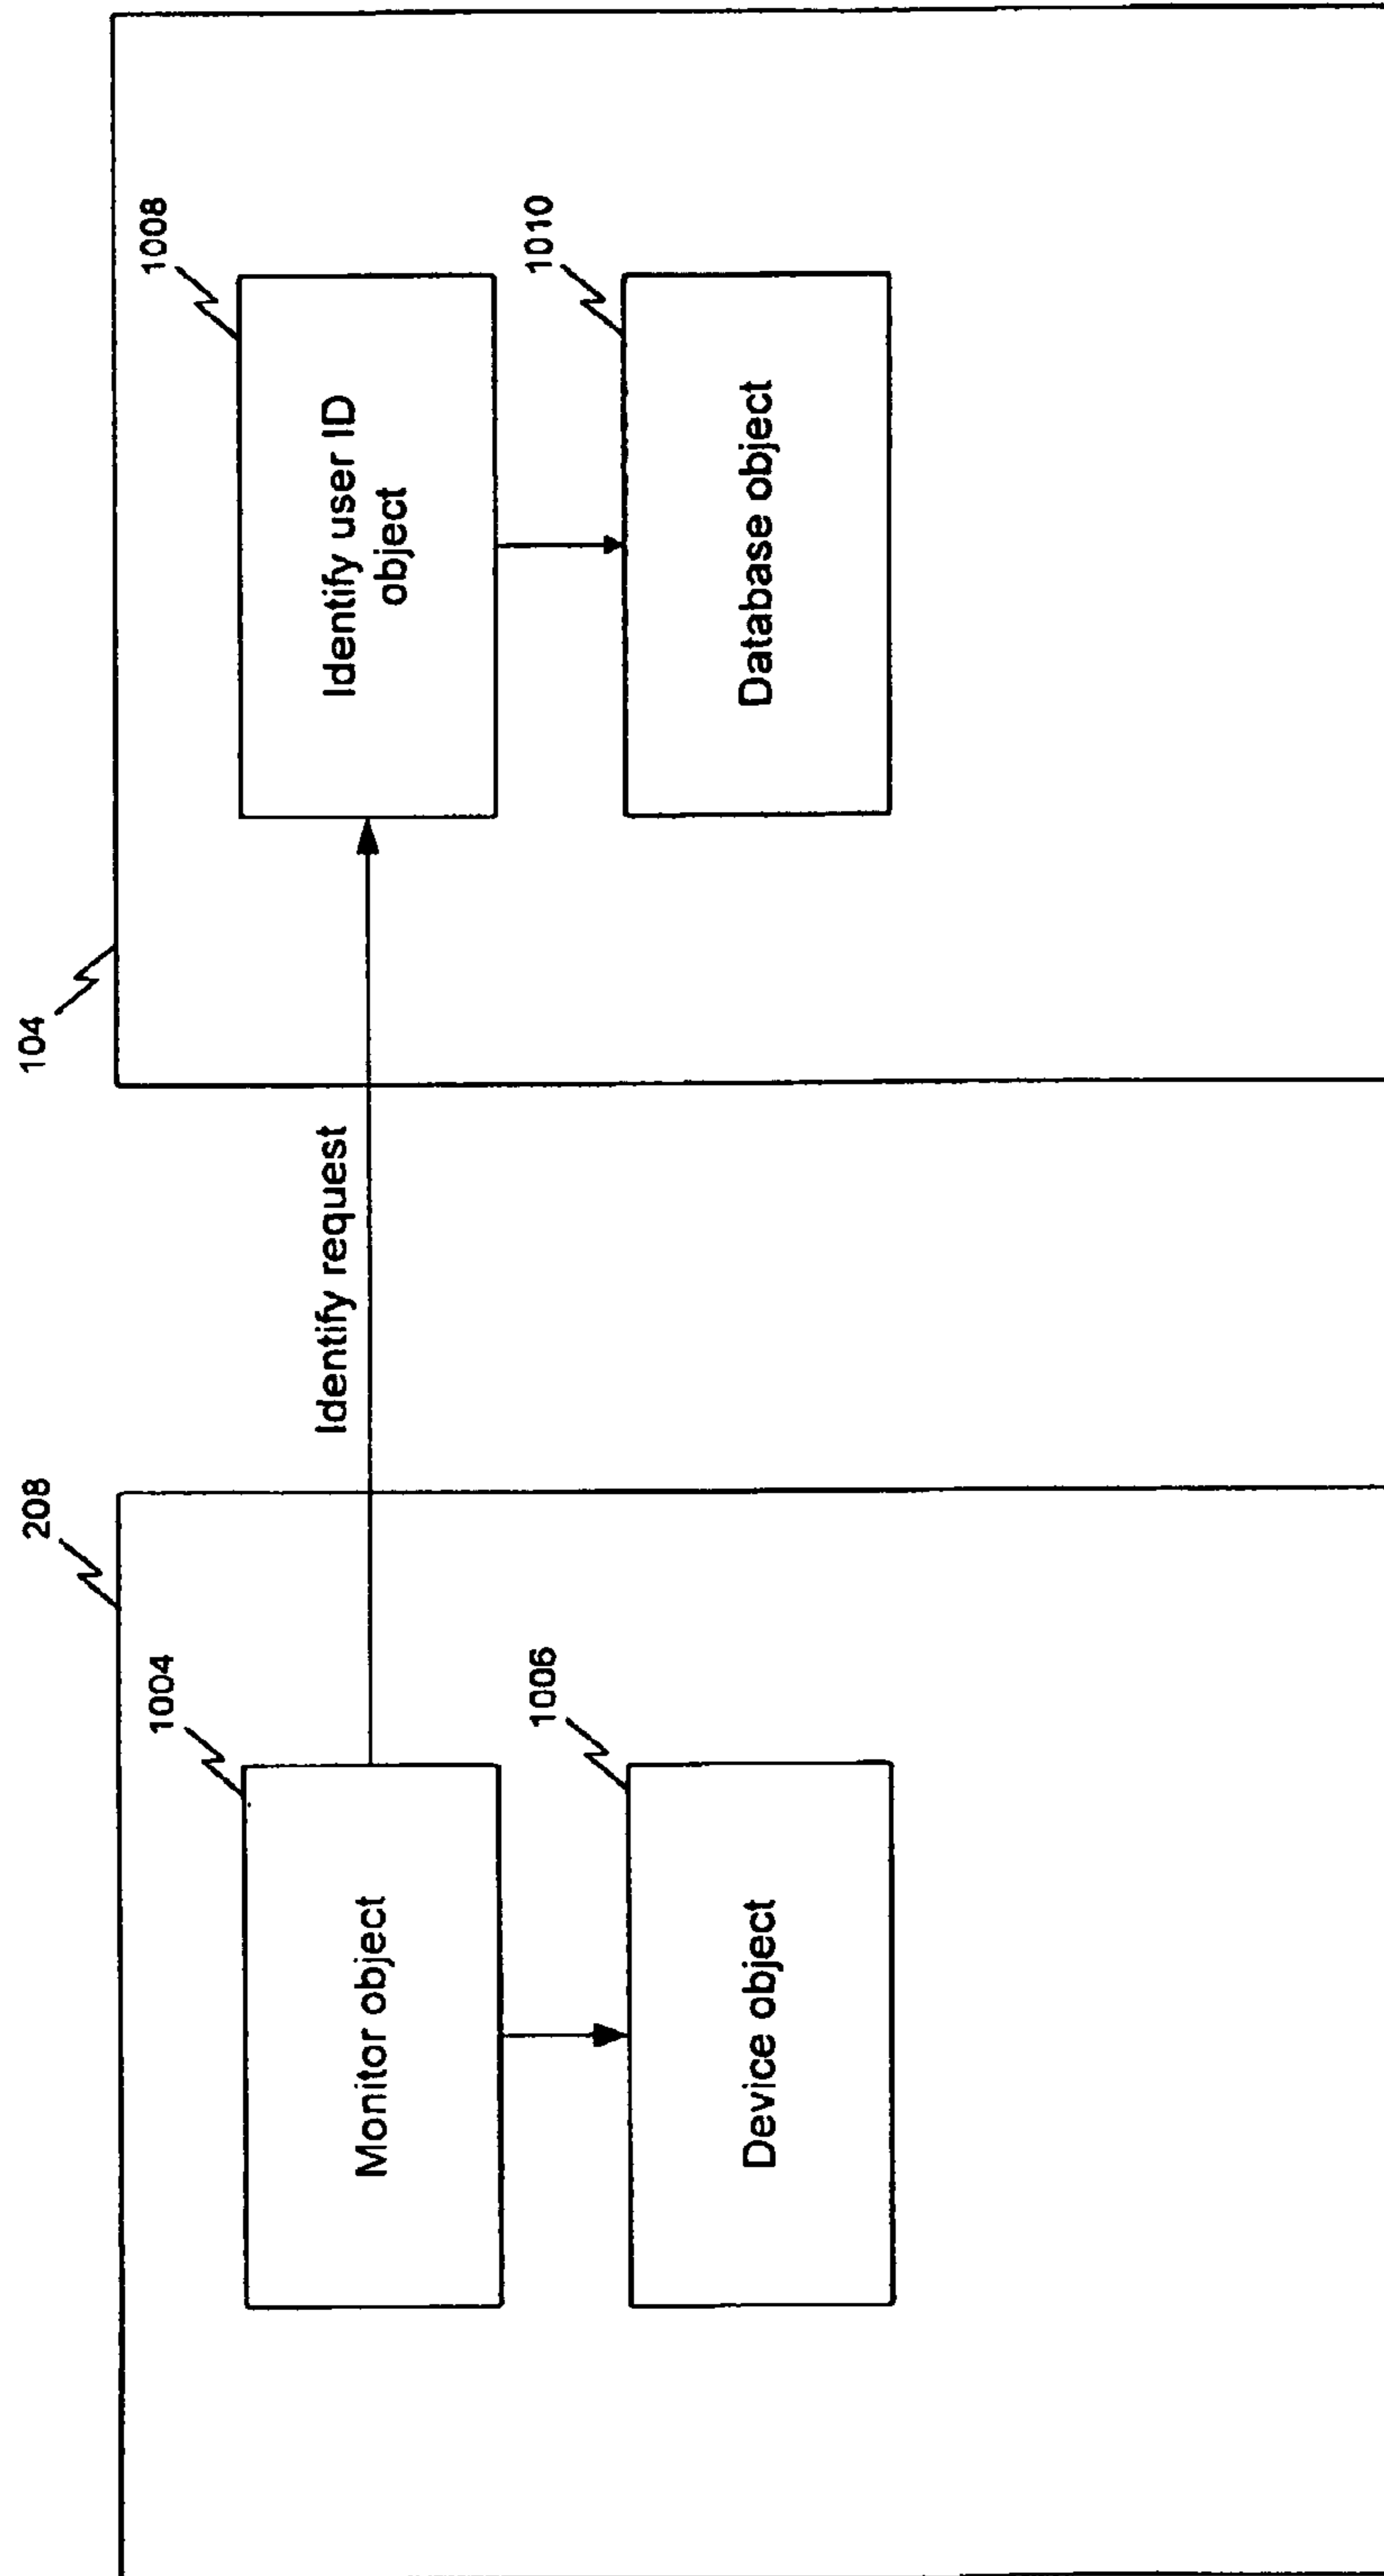 208
104
1004
1008
Monitor object
Identify request
Identify user ID
object
1006
1010
Device object
Database object